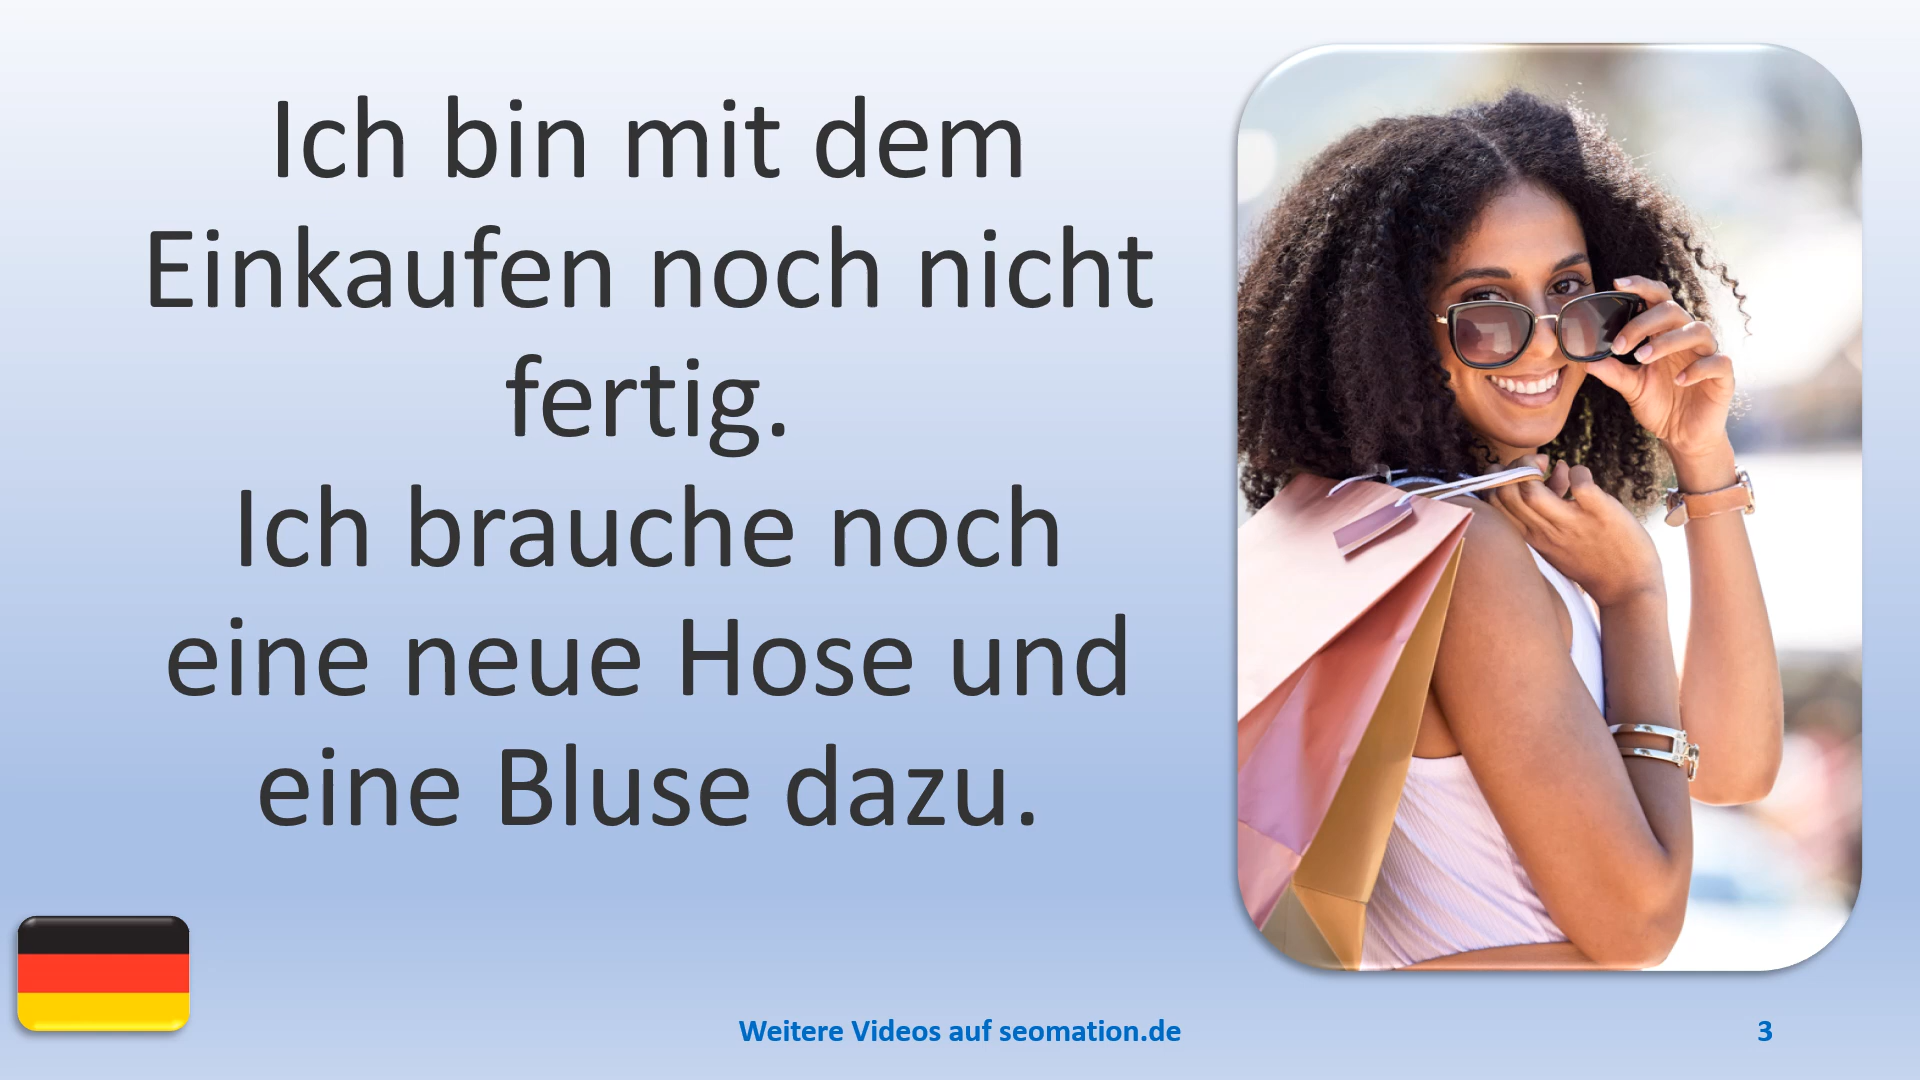 Ich bin mit dem
Einkaufen noch nicht
fertig.
Ich brauche noch
eine neue Hose und
eine Bluse dazu.
Weitere Videos auf seomation.de
3